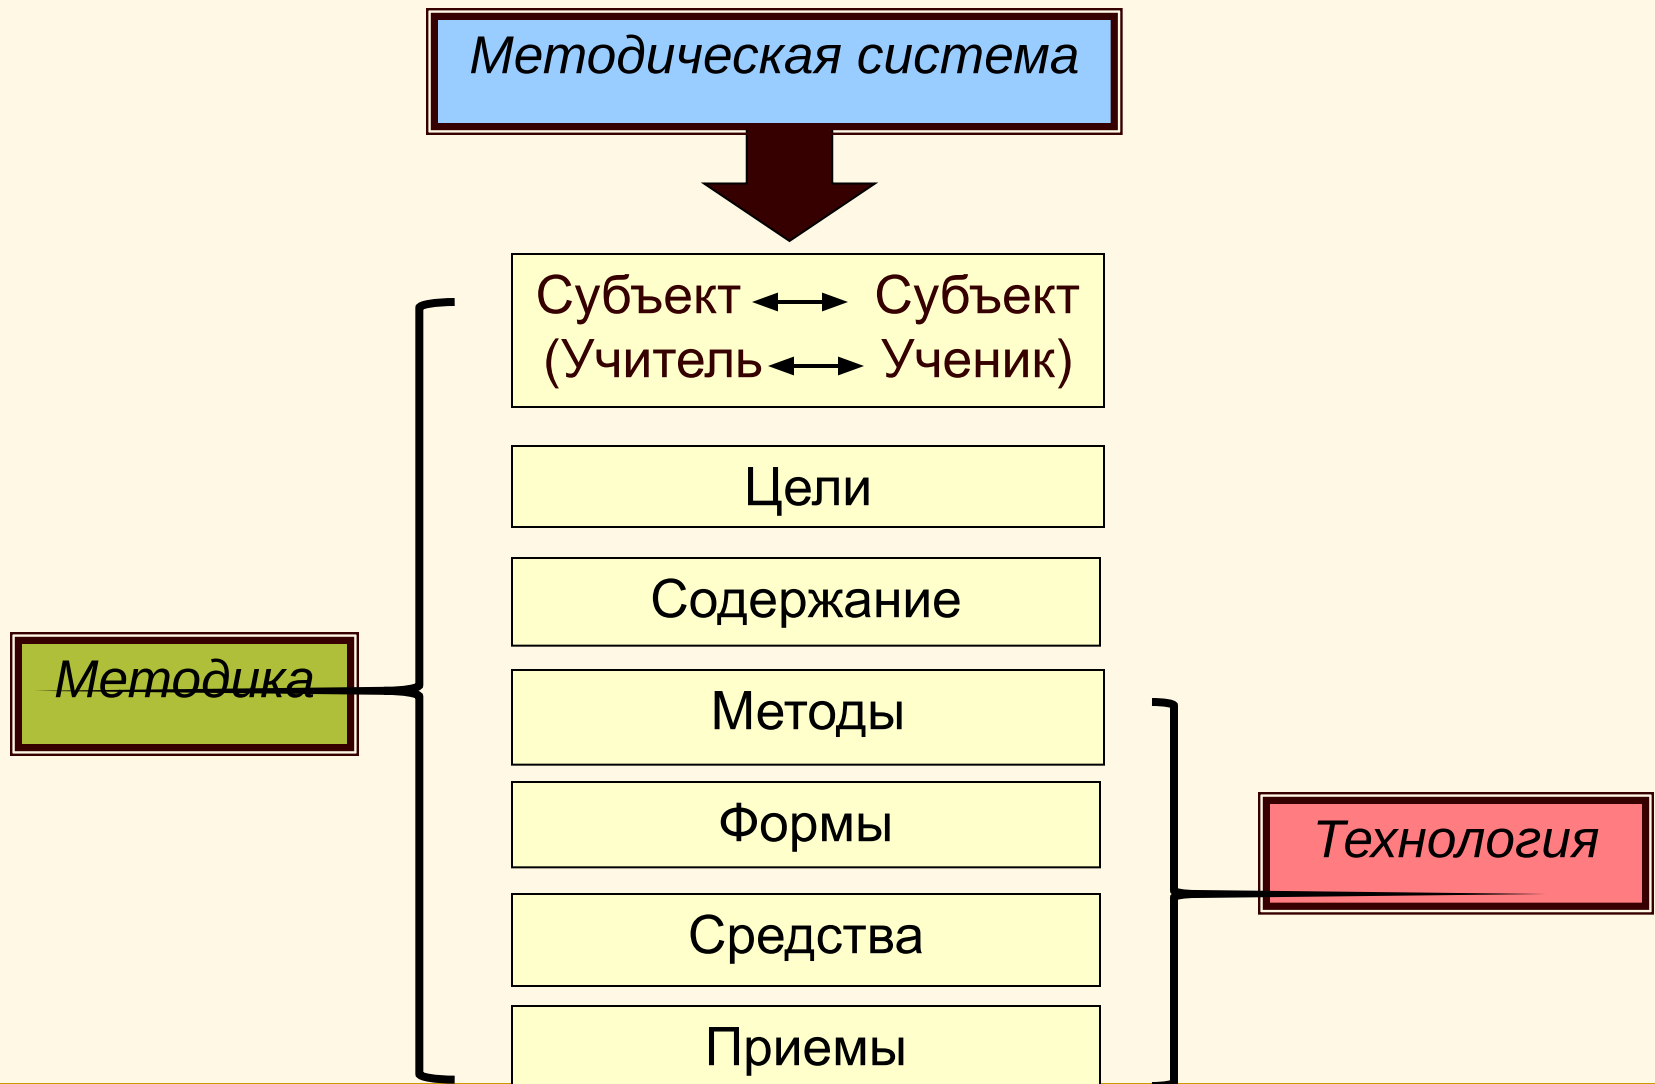 Методическая система
Субъект Субъект
(Учитель Ученик)
Цели
Содержание
Методика
Методы
Формы
Технология
Средства
Приемы